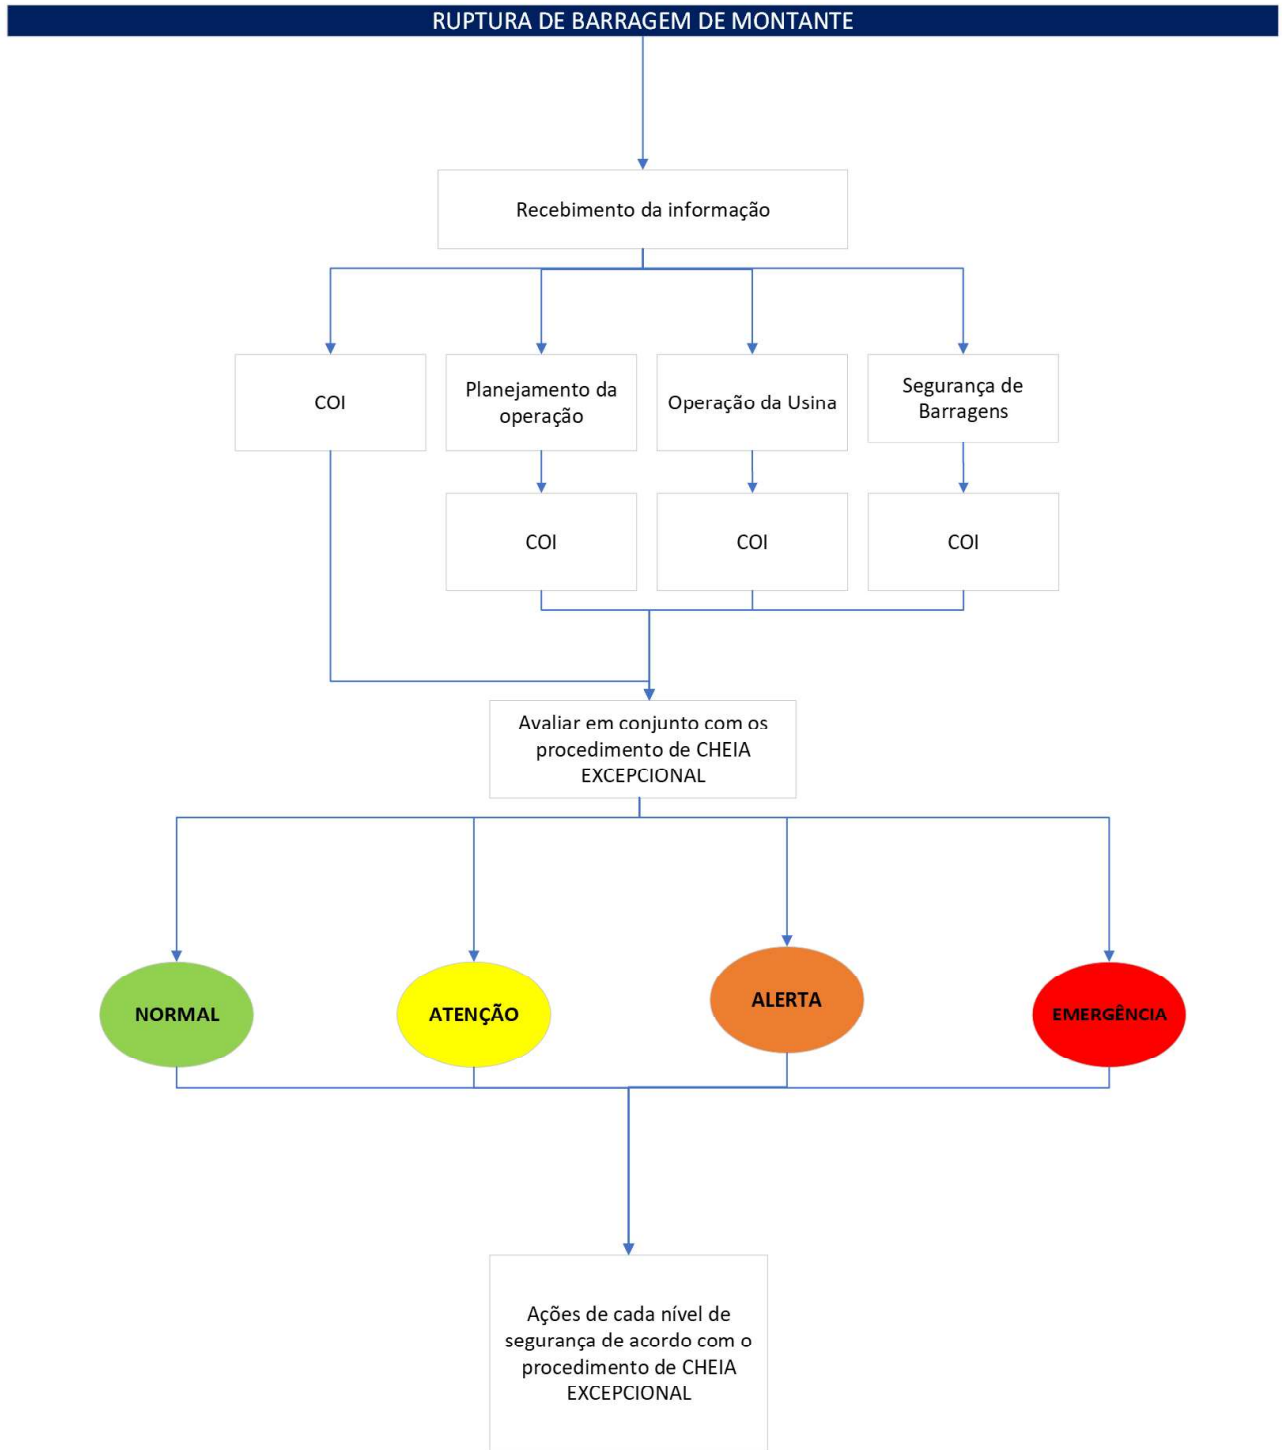 RUPTURA DE BARRAGEM DE MONTANTE
Recebimento da informação
COI
Planejamento da
operação
Operação da Usina
Segurança de
Barragens
COI
COI
COI
Avaliar em conjunto com os
procedimento de CHEIA
EXCEPCIONAL
NORMAL
ATENÇÃO
ALERTA
EMERGÊNCIA
Ações de cada nível de
segurança de acordo com o
procedimento de CHEIA
EXCEPCIONAL